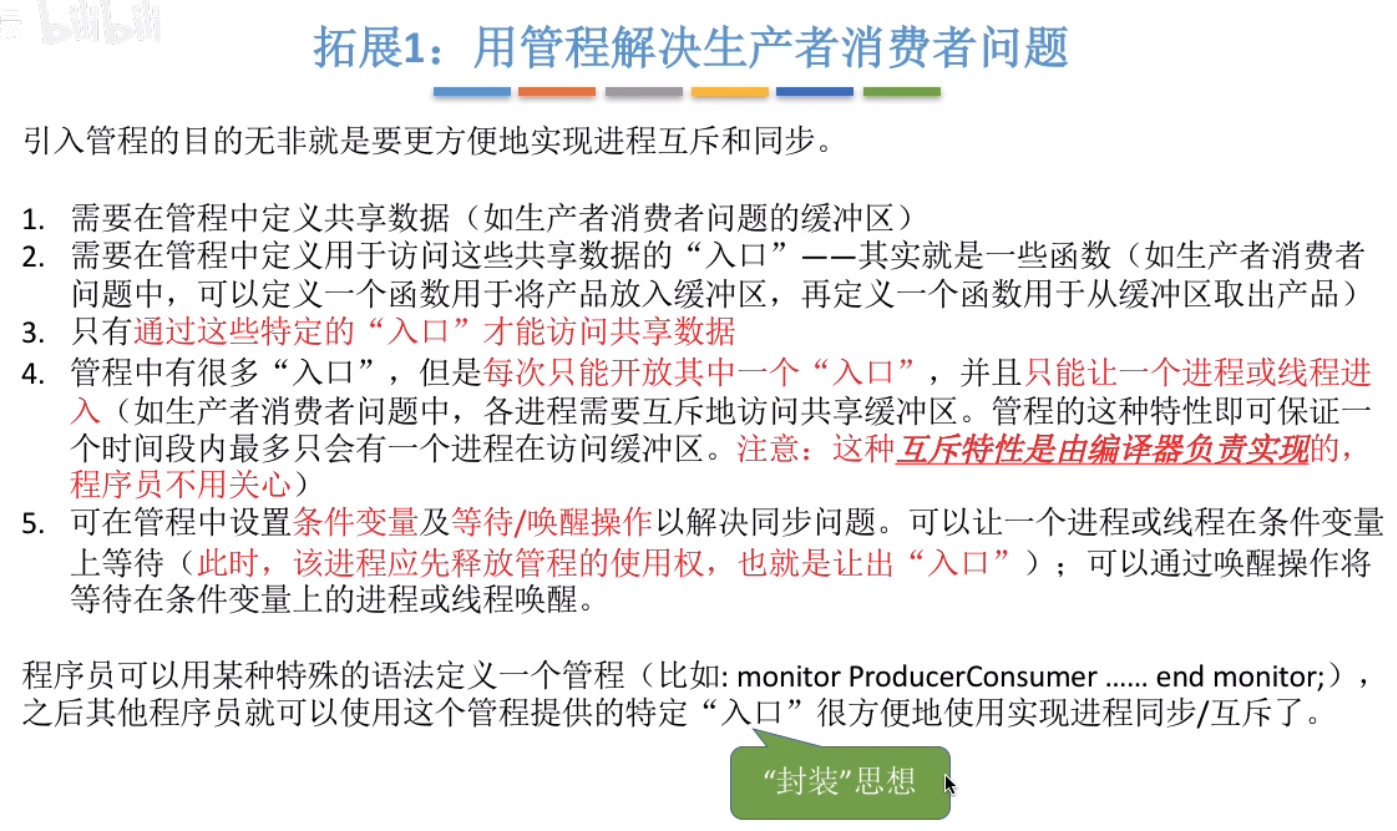 bilibili
拓展1：用管程解决生产者消费者问题
引入管程的目的无非就是要更方便地实现进程互斥和同步。
1. 需要在管程中定义共享数据（如生产者消费者问题的缓冲区）
2. 需要在管程中定义用于访问这些共享数据的“入口”——其实就是一些函数（如生产者消费者
问题中，可以定义一个函数用于将产品放入缓冲区，再定义一个函数用于从缓冲区取出产品）
3. 只有通过这些特定的“入口”才能访问共享数据
4. 管程中有很多“入口”，但是每次只能开放其中一个“入口”，并且只能让一个进程或线程进
入（如生产者消费者问题中，各进程需要互斥地访问共享缓冲区。管程的这种特性即可保证一
个时间段内最多只会有一个进程在访问缓冲区。注意：这种互斥特性是由编译器负责实现的，
程序员不用关心）
5. 可在管程中设置条件变量及等待/唤醒操作以解决同步问题。可以让一个进程或线程在条件变量
上等待（此时，该进程应先释放管程的使用权，也就是让出“入口”）；可以通过唤醒操作将
等待在条件变量上的进程或线程唤醒。
程序员可以用某种特殊的语法定义一个管程（比如: monitor ProducerConsumer …… end monitor;），
之后其他程序员就可以使用这个管程提供的特定“入口”很方便地使用实现进程同步/互斥了。
“封装”思想